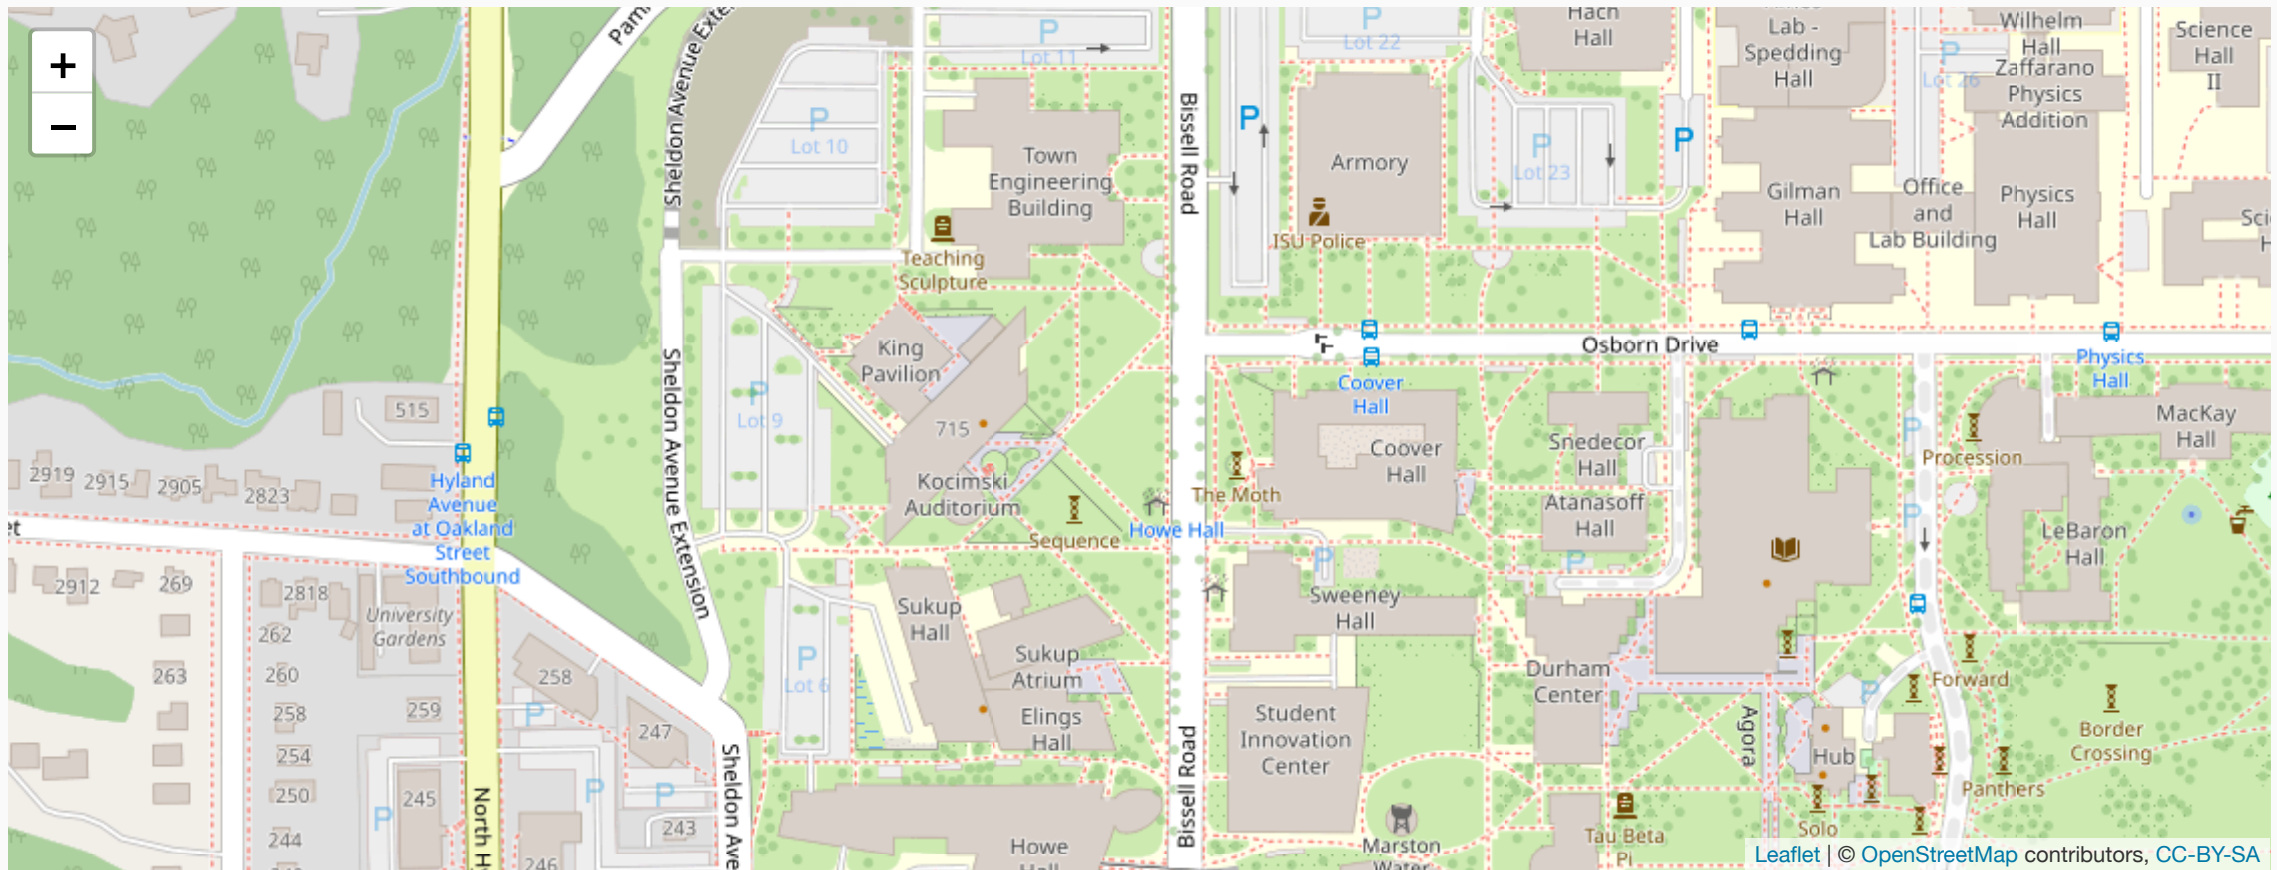 +
−
Sheldon Avenue Extension
P
Lot 11
P
Lot 22
Hach
Hall
Lab -
Spedding
Hall
Wilhelm
Hall
P
Lot 26
Zaffarano
Physics
Addition
Science
Hall
II
P
Lot 10
Town
Engineering
Building
Bissell Road
P
Armory
ISU Police
P
Lot 23
P
Gilman
Hall
Office
and
Lab Building
Physics
Hall
Teaching
Sculpture
Osborn Drive
Coover
Hall
Physics
Hall
King
Pavilion
715
Kocimski
Auditorium
P
Lot 9
Sheldon Avenue Extension
515
2919
2915
2905
2823
Hyland
Avenue
at Oakland
Street
Southbound
Sequence
Howe Hall
The Moth
Coover
Hall
Snedecor
Hall
Atanasoff
Hall
P
P
P
P
Procession
MacKay
Hall
LeBaron
Hall
2912
269
2818
262
University
Gardens
263
260
258
259
254
250
244
245
258
P
247
P
P
P
243
246
North H
Sheldon Ave
P
Lot 6
Sukup
Hall
Sukup
Atrium
Elings
Hall
Howe
Bissell Road
Sweeney
Hall
Student
Innovation
Center
Durham
Center
Marston
Water
Tau Beta
Pi
Agora
P
Hub
Solo
Forward
Border
Crossing
Panthers
Leaflet | © OpenStreetMap contributors, CC-BY-SA